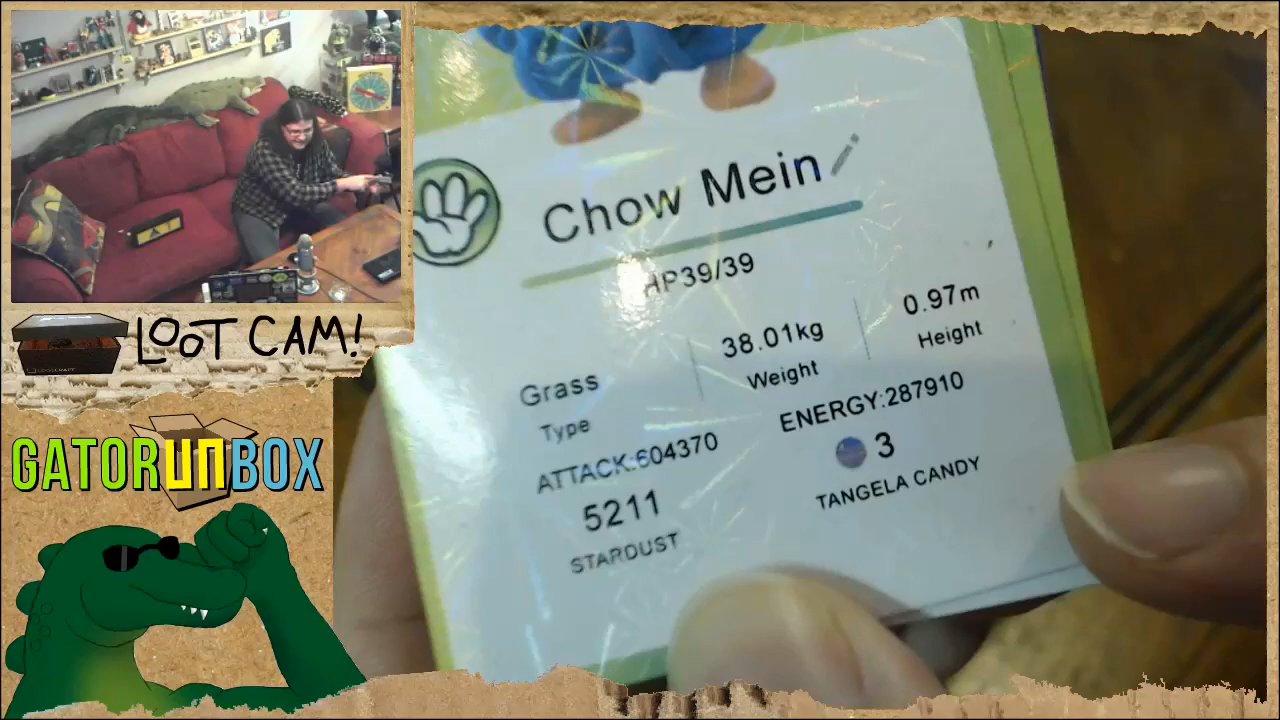 LOOT CAM!
GATORUNBOX
Chow Mein
HP39/39
Grass
Type
38.01kg
Weight
0.97m
Height
ATTACK:604370
ENERGY:287910
5211
STARDUST
3
TANGELA CANDY